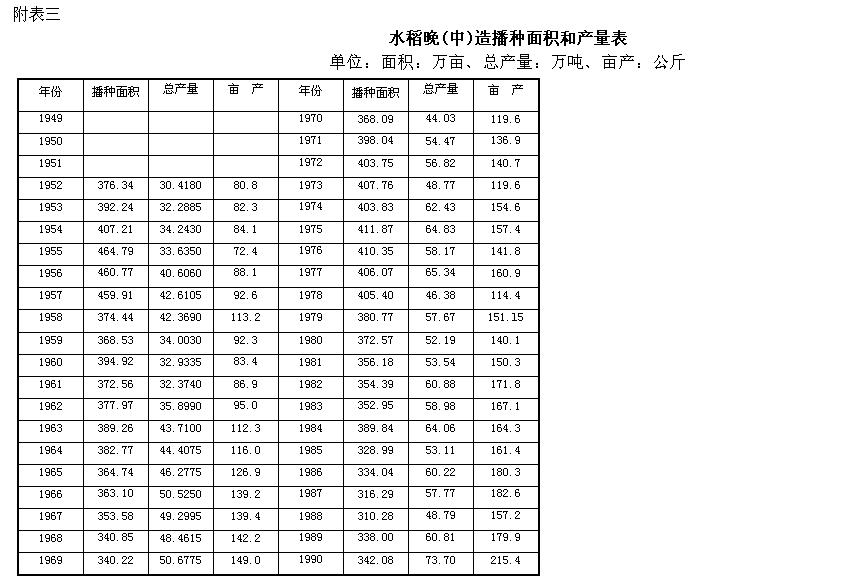 附表三
水稻晚(中)造播种面积和产量表
单位：面积：万亩、总产量：万吨、亩产：公斤
年份 播种面积 总产量 亩 产 年份 播种面积 总产量 亩 产
1949 1970 368.09 44.03 119.6
1950 1971 398.04 54.47 136.9
1951 1972 403.75 56.82 140.7
1952 376.34 30.4180 80.8 1973 407.76 48.77 119.6
1953 392.24 32.2885 82.3 1974 403.83 62.43 154.6
1954 407.21 34.2430 84.1 1975 411.87 64.83 157.4
1955 464.79 33.6350 72.4 1976 410.35 58.17 141.8
1956 460.77 40.6060 88.1 1977 406.07 65.34 160.9
1957 459.91 42.6105 92.6 1978 405.40 46.38 114.4
1958 374.44 42.3690 113.2 1979 380.77 57.67 151.15
1959 368.53 34.0030 92.3 1980 372.57 52.19 140.1
1960 394.92 32.9335 83.4 1981 356.18 53.54 150.3
1961 372.56 32.3740 86.9 1982 354.39 60.88 171.8
1962 377.97 35.8990 95.0 1983 352.95 58.98 167.1
1963 389.26 43.7100 112.3 1984 389.84 64.06 164.3
1964 382.77 44.4075 116.0 1985 328.99 53.11 161.4
1965 364.74 46.2775 126.9 1986 334.04 60.22 180.3
1966 363.10 50.5250 139.2 1987 316.29 57.77 182.6
1967 353.58 49.2995 139.4 1988 310.28 48.79 157.2
1968 340.85 48.4615 142.2 1989 338.00 60.81 179.9
1969 340.22 50.6775 149.0 1990 342.08 73.70 215.4